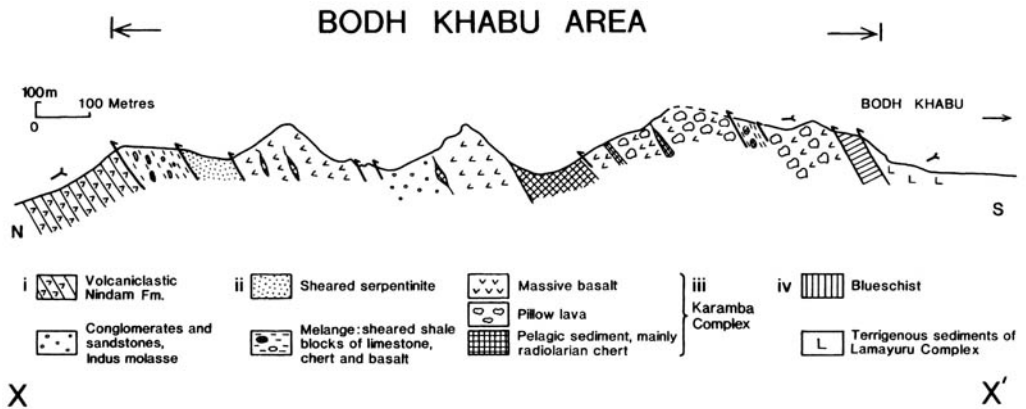 BODH KHABU AREA
100m
100 Metres
0
BODH KHABU
N
S
i
Volcaniclastic
Nindam Fm.
Conglomerates and
sandstones,
Indus molasse
ii
Sheared serpentinite
Melange: sheared shale
blocks of limestone,
chert and basalt
Massive basalt
Pillow lava
Pelagic sediment, mainly
radiolarian chert
iii
Karamba
Complex
iv
Blueschist
L
Terrigenous sediments of
Lamayuru Complex
L L L
X
X'